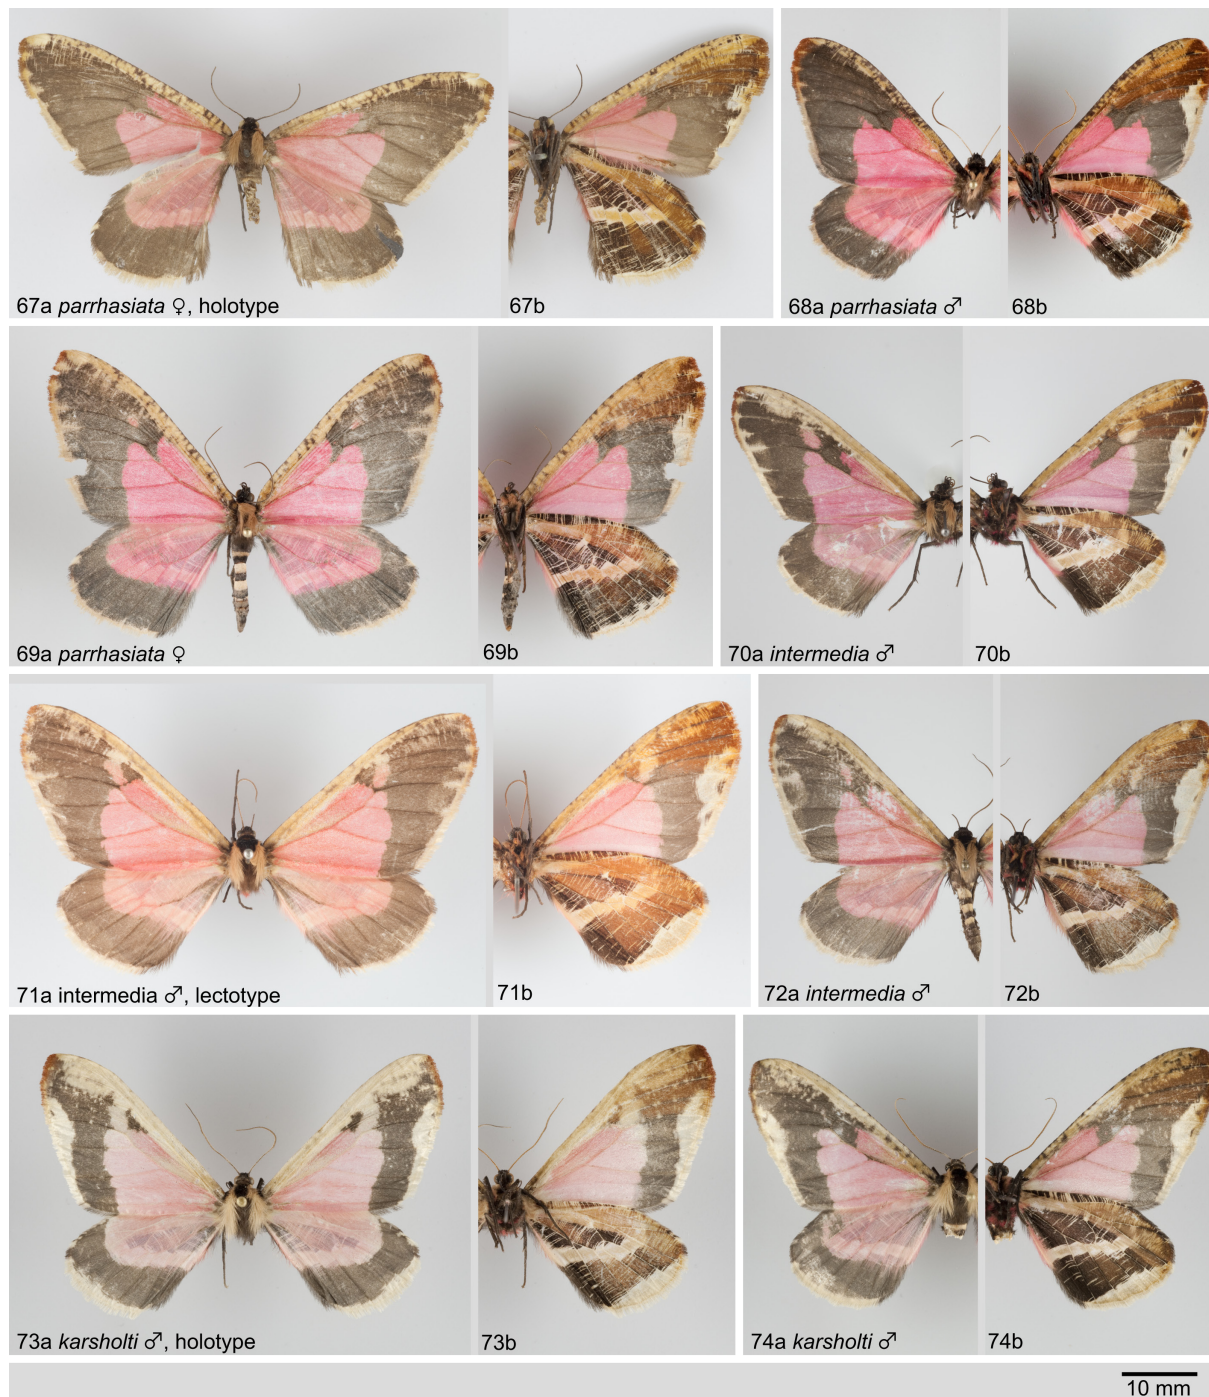 67a parrhasiata ♀, holotype
67b
68a parrhasiata ♂
68b
69a parrhasiata ♀
69b
70a intermedia ♂
70b
71a intermedia ♂, lectotype
71b
72a intermedia ♂
72b
73a karsholti ♂, holotype
73b
74a karsholti ♂
74b
10 mm